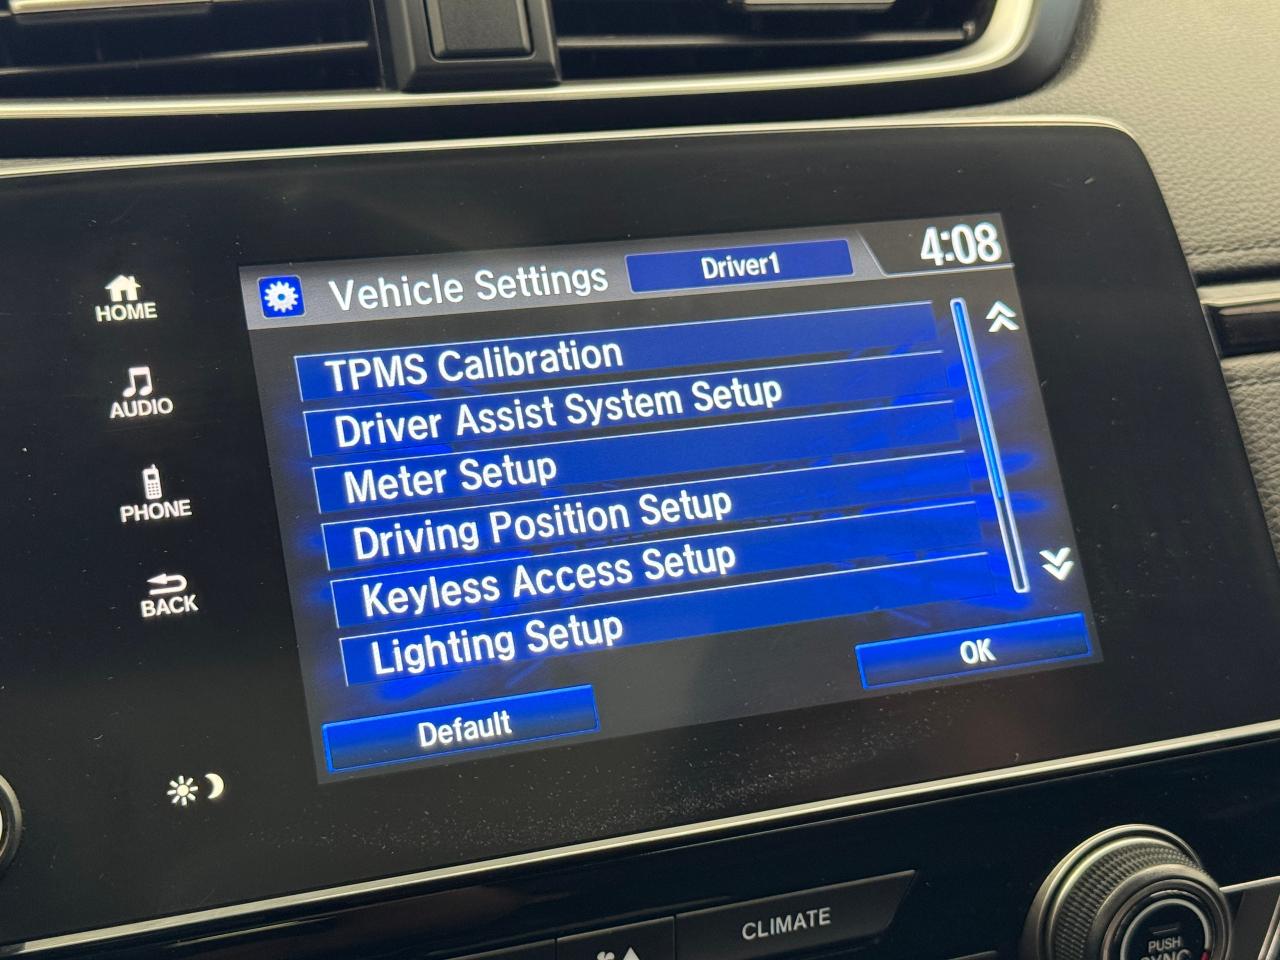 Vehicle Settings
Driver1
4:08
HOME
AUDIO
PHONE
BACK
TPMS Calibration
Driver Assist System Setup
Meter Setup
Driving Position Setup
Keyless Access Setup
Lighting Setup
Default
OK
CLIMATE
PUSH
SYNC